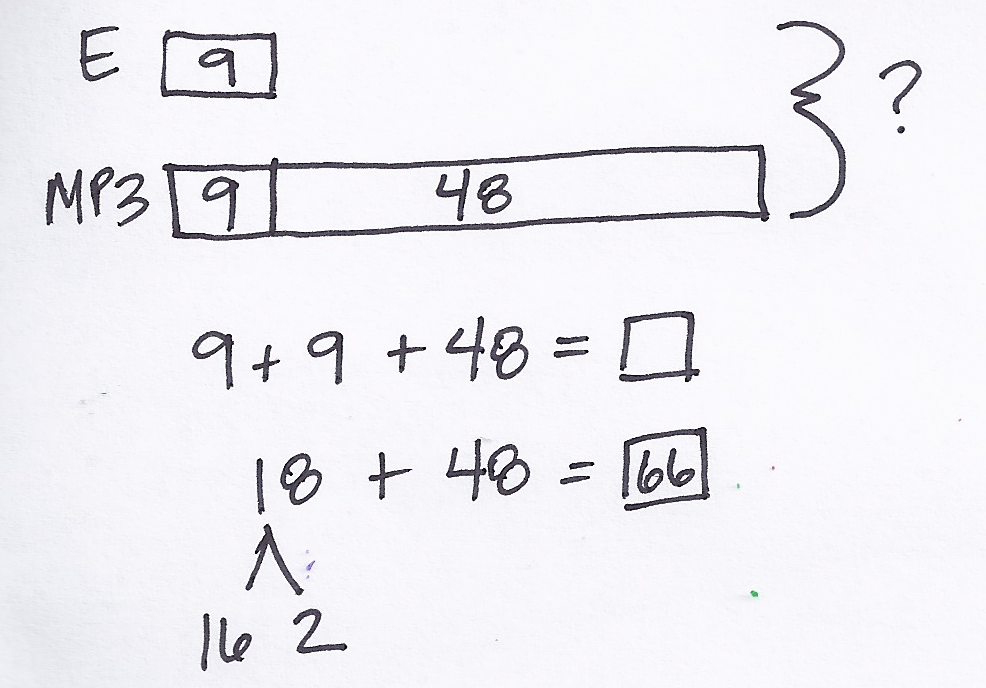 E 9
?
MP3 9 48
9 + 9 + 48 = □
18 + 48 = 66
16 2